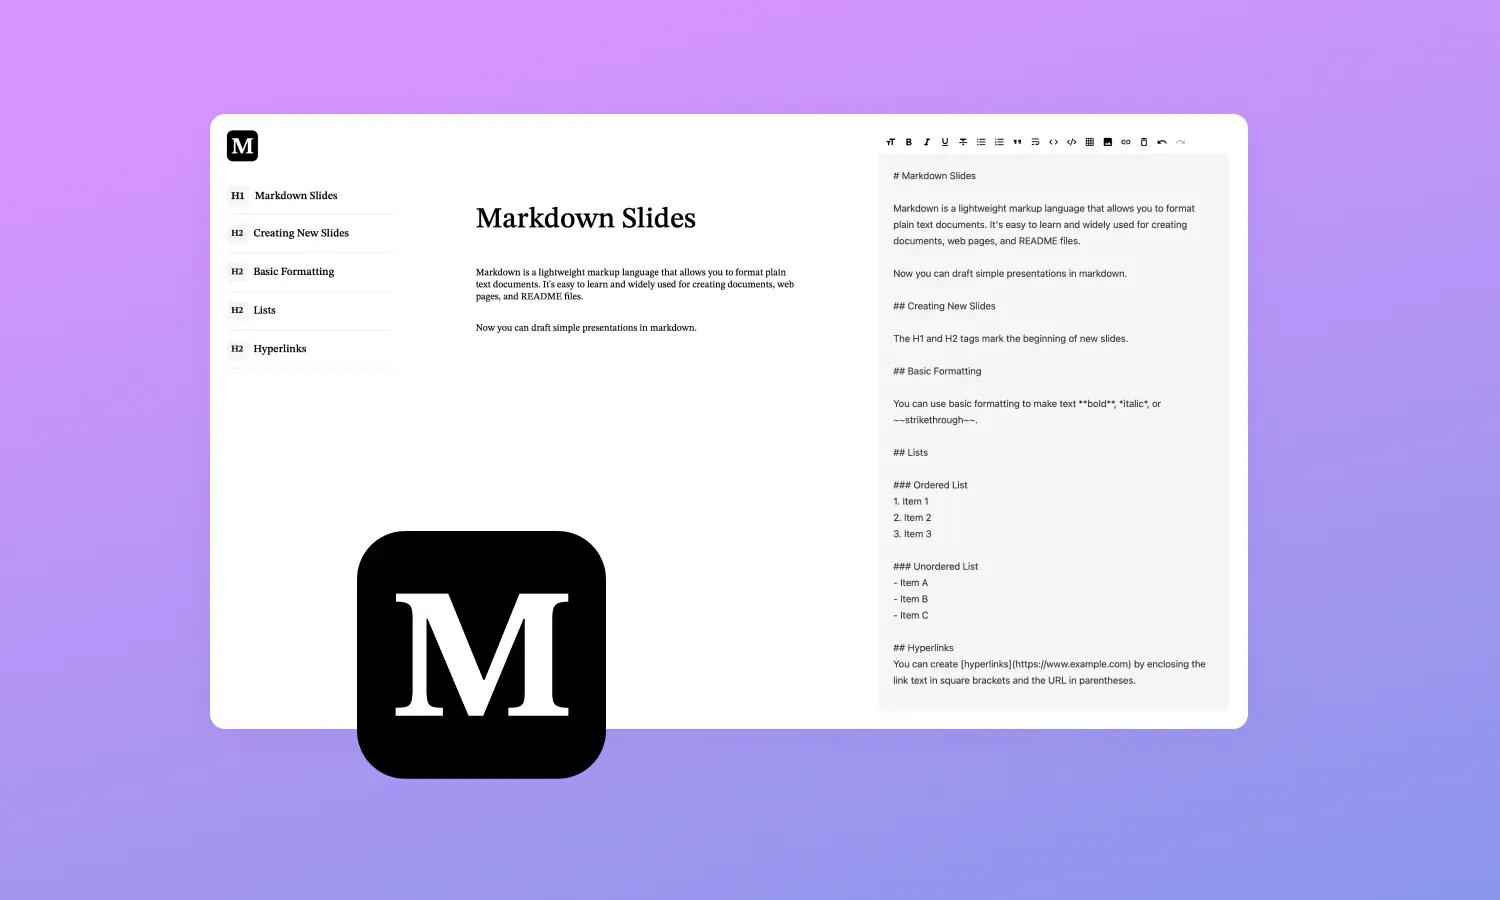 M
H1 Markdown Slides
H2 Creating New Slides
H2 Basic Formatting
H2 Lists
H2 Hyperlinks
Markdown Slides
Markdown is a lightweight markup language that allows you to format plain
text documents. It's easy to learn and widely used for creating documents, web
pages, and README files.
Now you can draft simple presentations in markdown.
# Markdown Slides
Markdown is a lightweight markup language that allows you to format
plain text documents. It's easy to learn and widely used for creating
documents, web pages, and README files.
Now you can draft simple presentations in markdown.
## Creating New Slides
The H1 and H2 tags mark the beginning of new slides.
## Basic Formatting
You can use basic formatting to make text **bold**, *italic*, or
~~strikethrough~~.
## Lists
### Ordered List
1. Item 1
2. Item 2
3. Item 3
### Unordered List
- Item A
- Item B
- Item C
## Hyperlinks
You can create [hyperlinks](https://www.example.com) by enclosing the
link text in square brackets and the URL in parentheses.
M